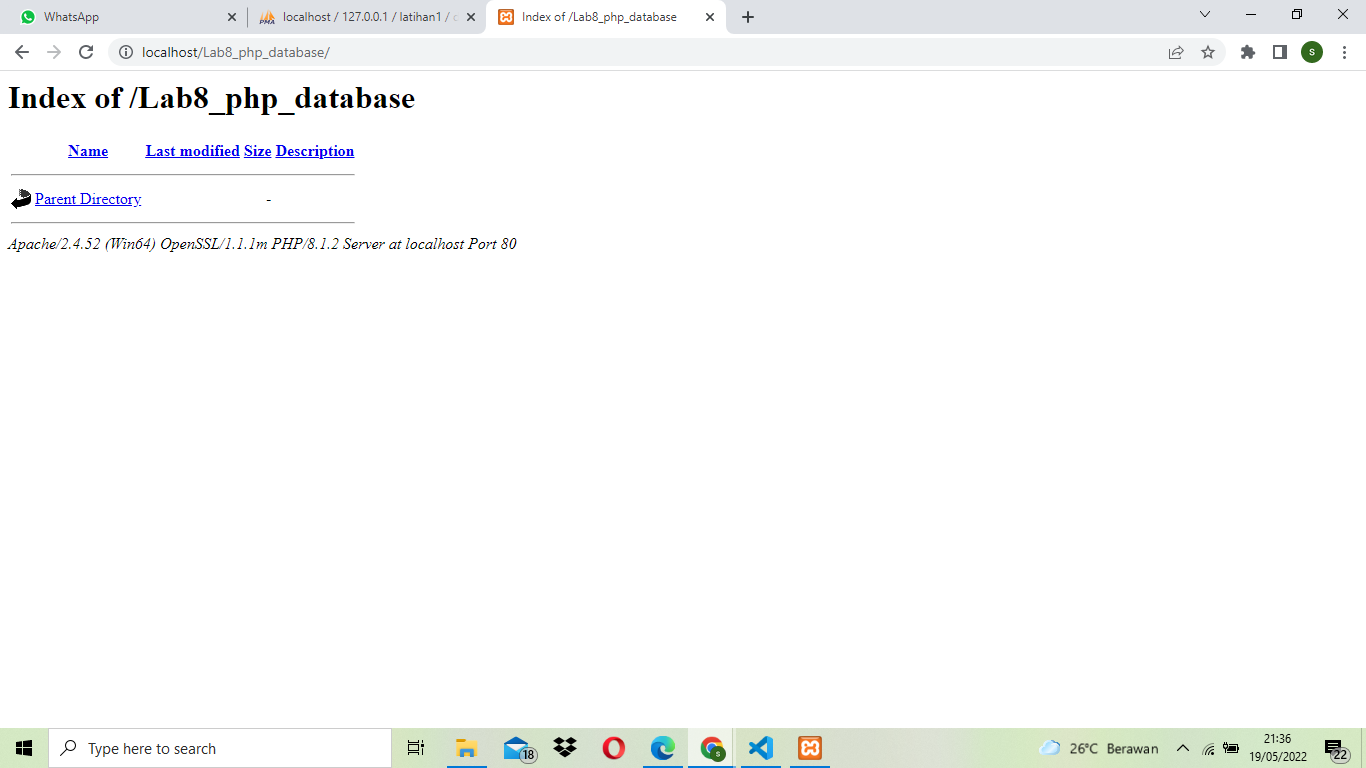 WhatsApp
localhost / 127.0.0.1 / latihan1 /
Index of /Lab8_php_database
localhost/Lab8_php_database/
s
Index of /Lab8_php_database
Name Last modified Size Description
Parent Directory -
Apache/2.4.52 (Win64) OpenSSL/1.1.1m PHP/8.1.2 Server at localhost Port 80
Type here to search
18
s
26°C Berawan
21:36
19/05/2022
22